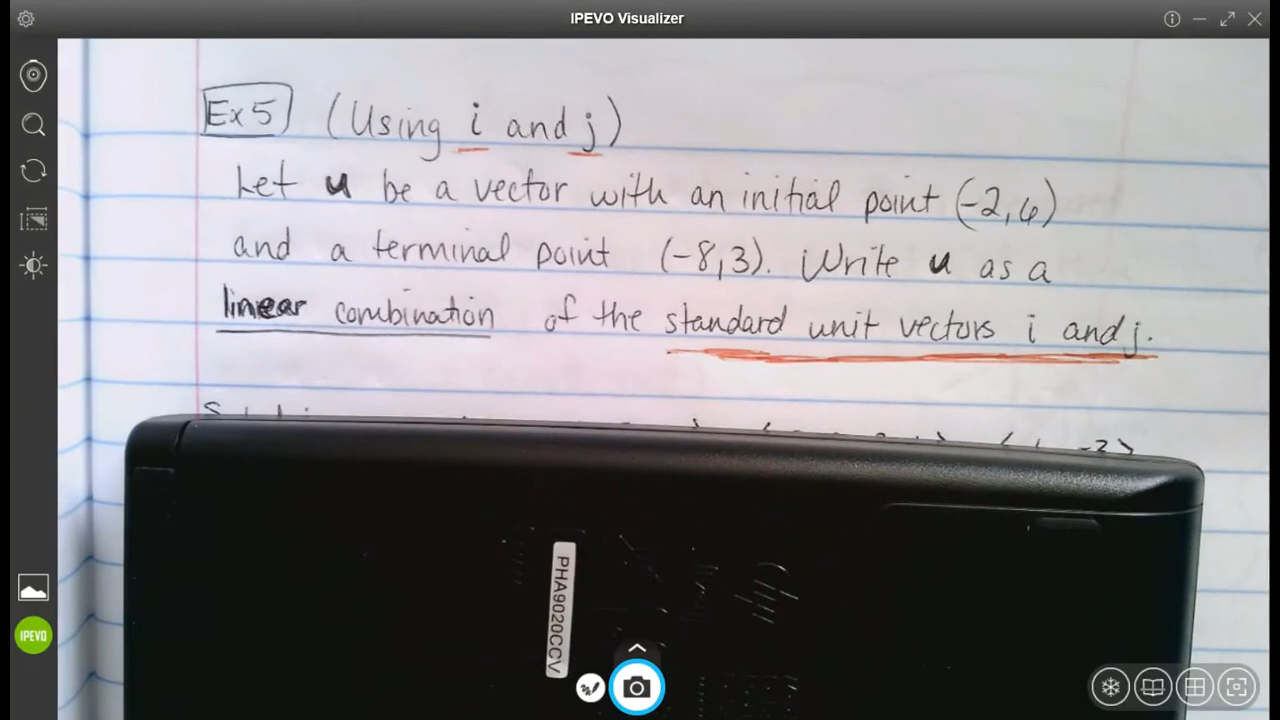 IPEVO Visualizer
Ex 5 (Using i and j)
Let u be a vector with an initial point (-2,6)
and a terminal point (-8,3). Write u as a
linear combination of the standard unit vectors i and j.
PHA9020CCV
IPEVO